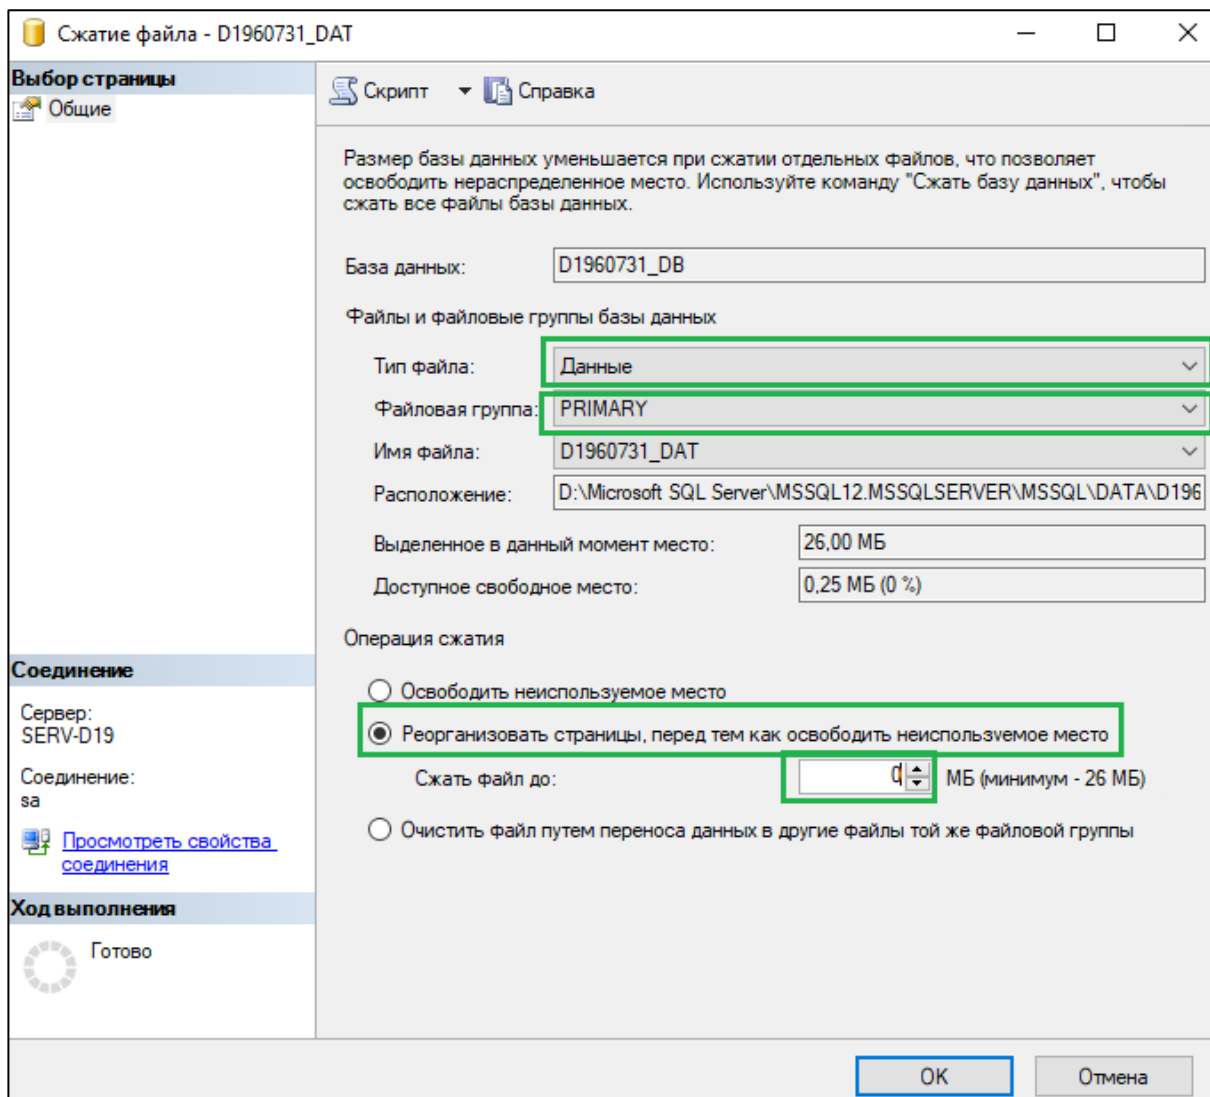 Сжатие файла - D1960731_DAT
Выбор страницы
Общие
Скрипт
Справка
Размер базы данных уменьшается при сжатии отдельных файлов, что позволяет
освободить нераспределенное место. Используйте команду "Сжать базу данных", чтобы
сжать все файлы базы данных.
База данных: D1960731_DB
Файлы и файловые группы базы данных
Тип файла: Данные
Файловая группа: PRIMARY
Имя файла: D1960731_DAT
Расположение: D:\Microsoft SQL Server\MSSQL12.MSSQLSERVER\MSSQL\DATA\D196
Выделенное в данный момент место: 26,00 МБ
Доступное свободное место: 0,25 МБ (0 %)
Операция сжатия
Освободить неиспользуемое место
Реорганизовать страницы, перед тем как освободить неиспользуемое место
Сжать файл до: 0 МБ (минимум - 26 МБ)
Очистить файл путем переноса данных в другие файлы той же файловой группы
Соединение
Сервер:
SERV-D19
Соединение:
sa
Просмотреть свойства
соединения
Ход выполнения
Готово
OK
Отмена